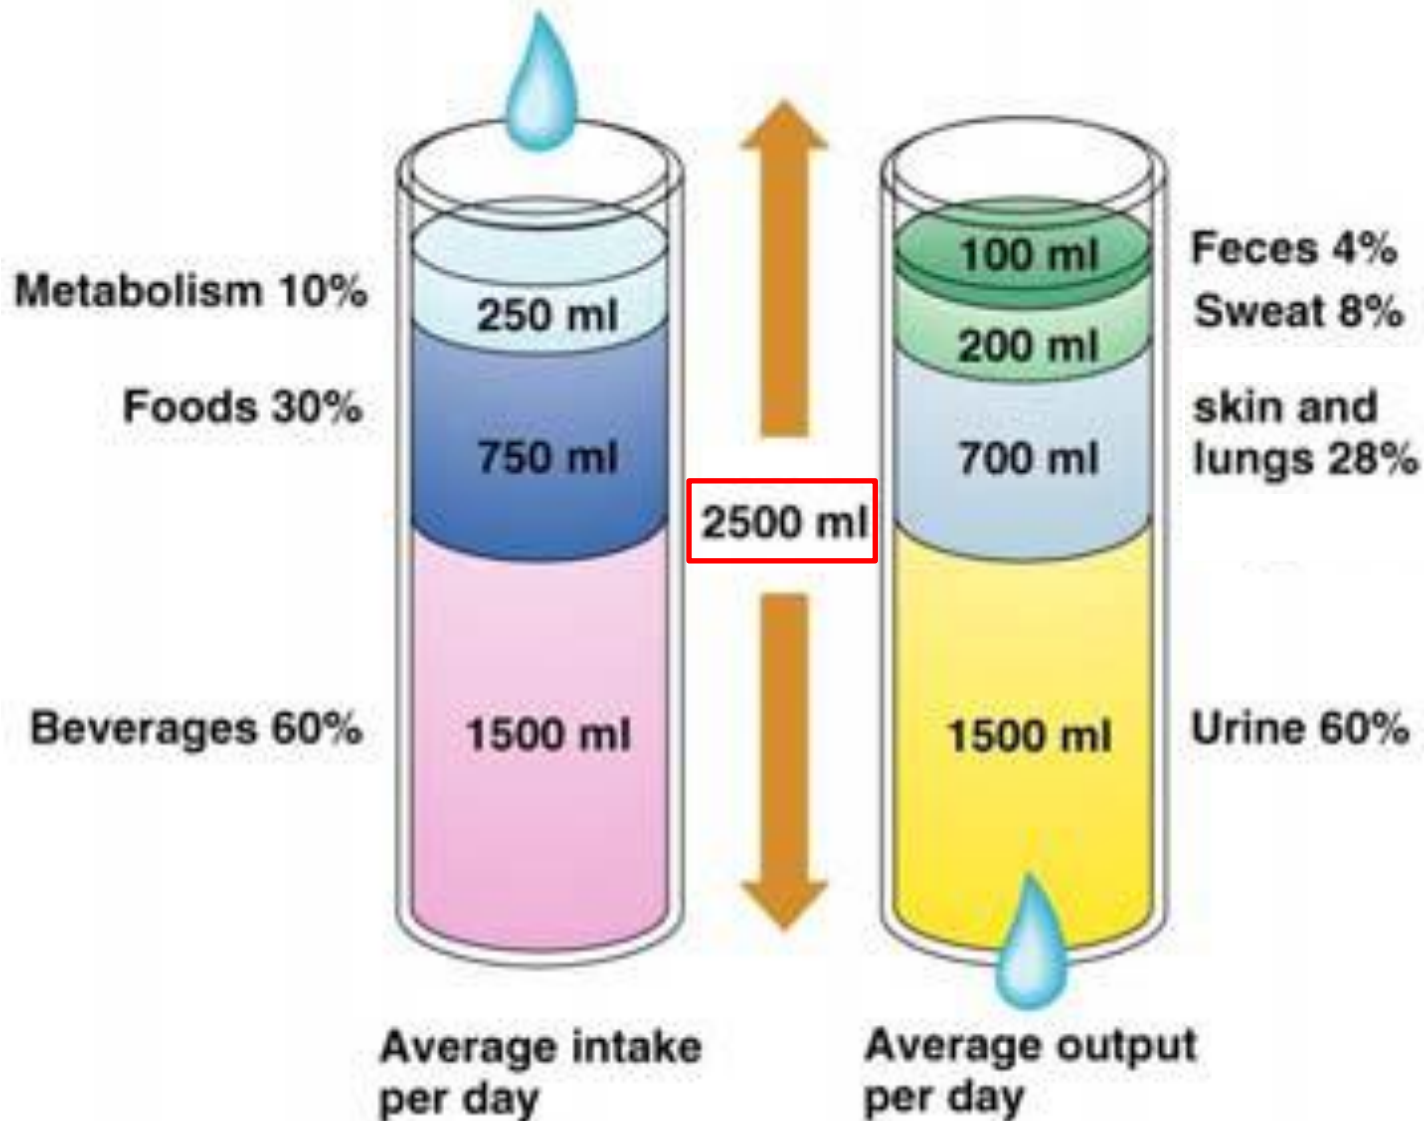 Metabolism 10%
250 ml
Foods 30%
750 ml
Beverages 60%
1500 ml
Average intake
per day
2500 ml
100 ml
Feces 4%
200 ml
Sweat 8%
700 ml
skin and
lungs 28%
1500 ml
Urine 60%
Average output
per day